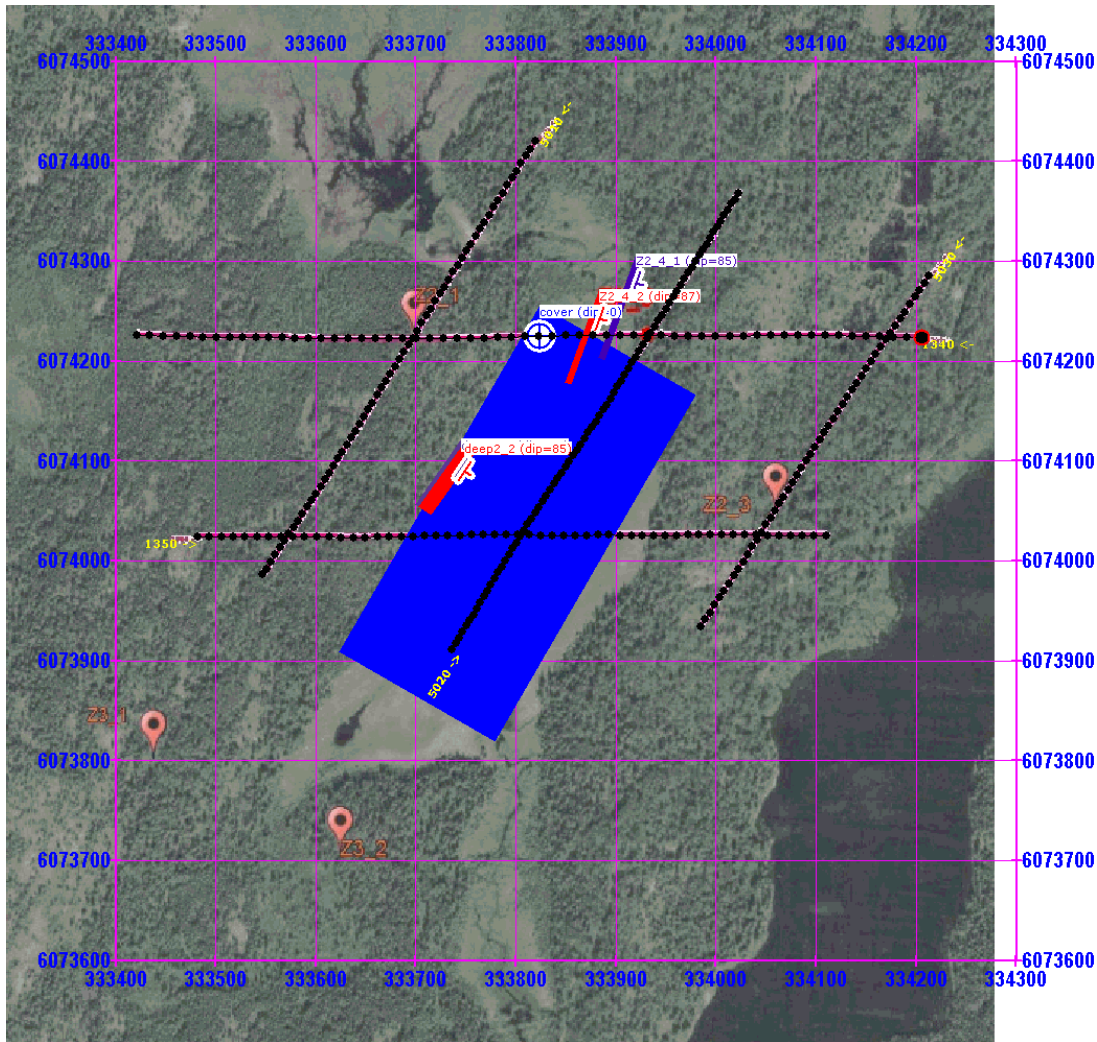 333400 333500 333600 333700 333800 333900 334000 334100 334200 334300
6074500 6074500
5010 <-
6074400 6074400
5030 <-
6074300 Z2_4_1 (dip=85) 6074300
Z2_1 Z2_4_2 (dip=87)
cover (dip=-0)
1340 <-
6074200 6074200
6074100 deep2_2 (dip=85) 6074100
Z2_3
1350 ->
6074000 6074000
6073900 6073900
5020 ->
Z3_1
6073800 6073800
Z3_2
6073700 6073700
6073600 6073600
333400 333500 333600 333700 333800 333900 334000 334100 334200 334300